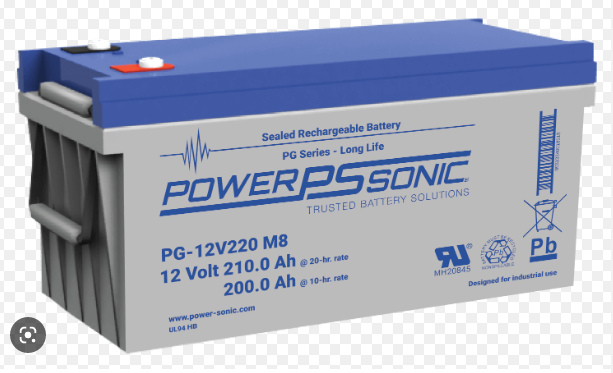 Sealed Rechargeable Battery
PG Series - Long Life
POWER PS SONIC
TRUSTED BATTERY SOLUTIONS
PG-12V220 M8
12 Volt 210.0 Ah @ 20-hr. rate
200.0 Ah @ 10-hr. rate
www.power-sonic.com
UL94 HB
MH20845
Pb
Pb
Designed for industrial use